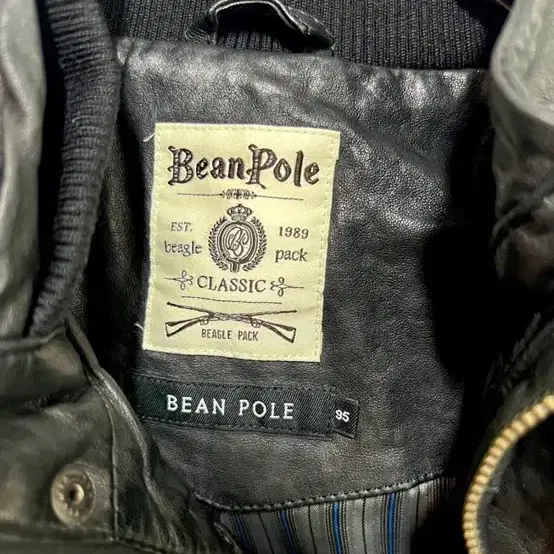 BeanPole
EST. 1989
beagle pack
CLASSIC
BEAGLE PACK
BEAN POLE 95